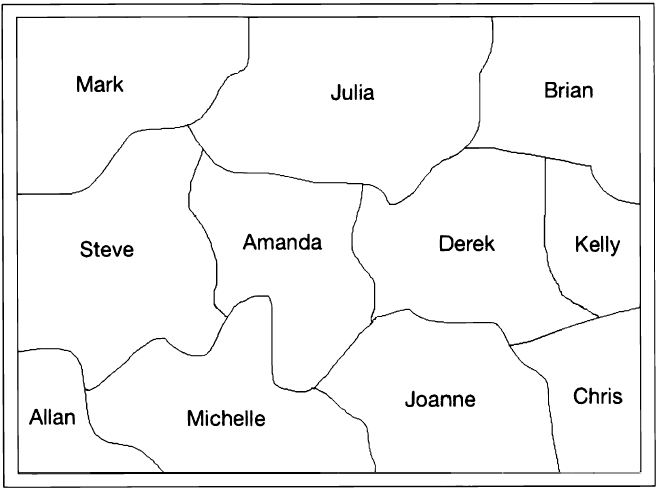 Mark
Julia
Brian
Steve
Amanda
Derek
Kelly
Allan
Michelle
Joanne
Chris